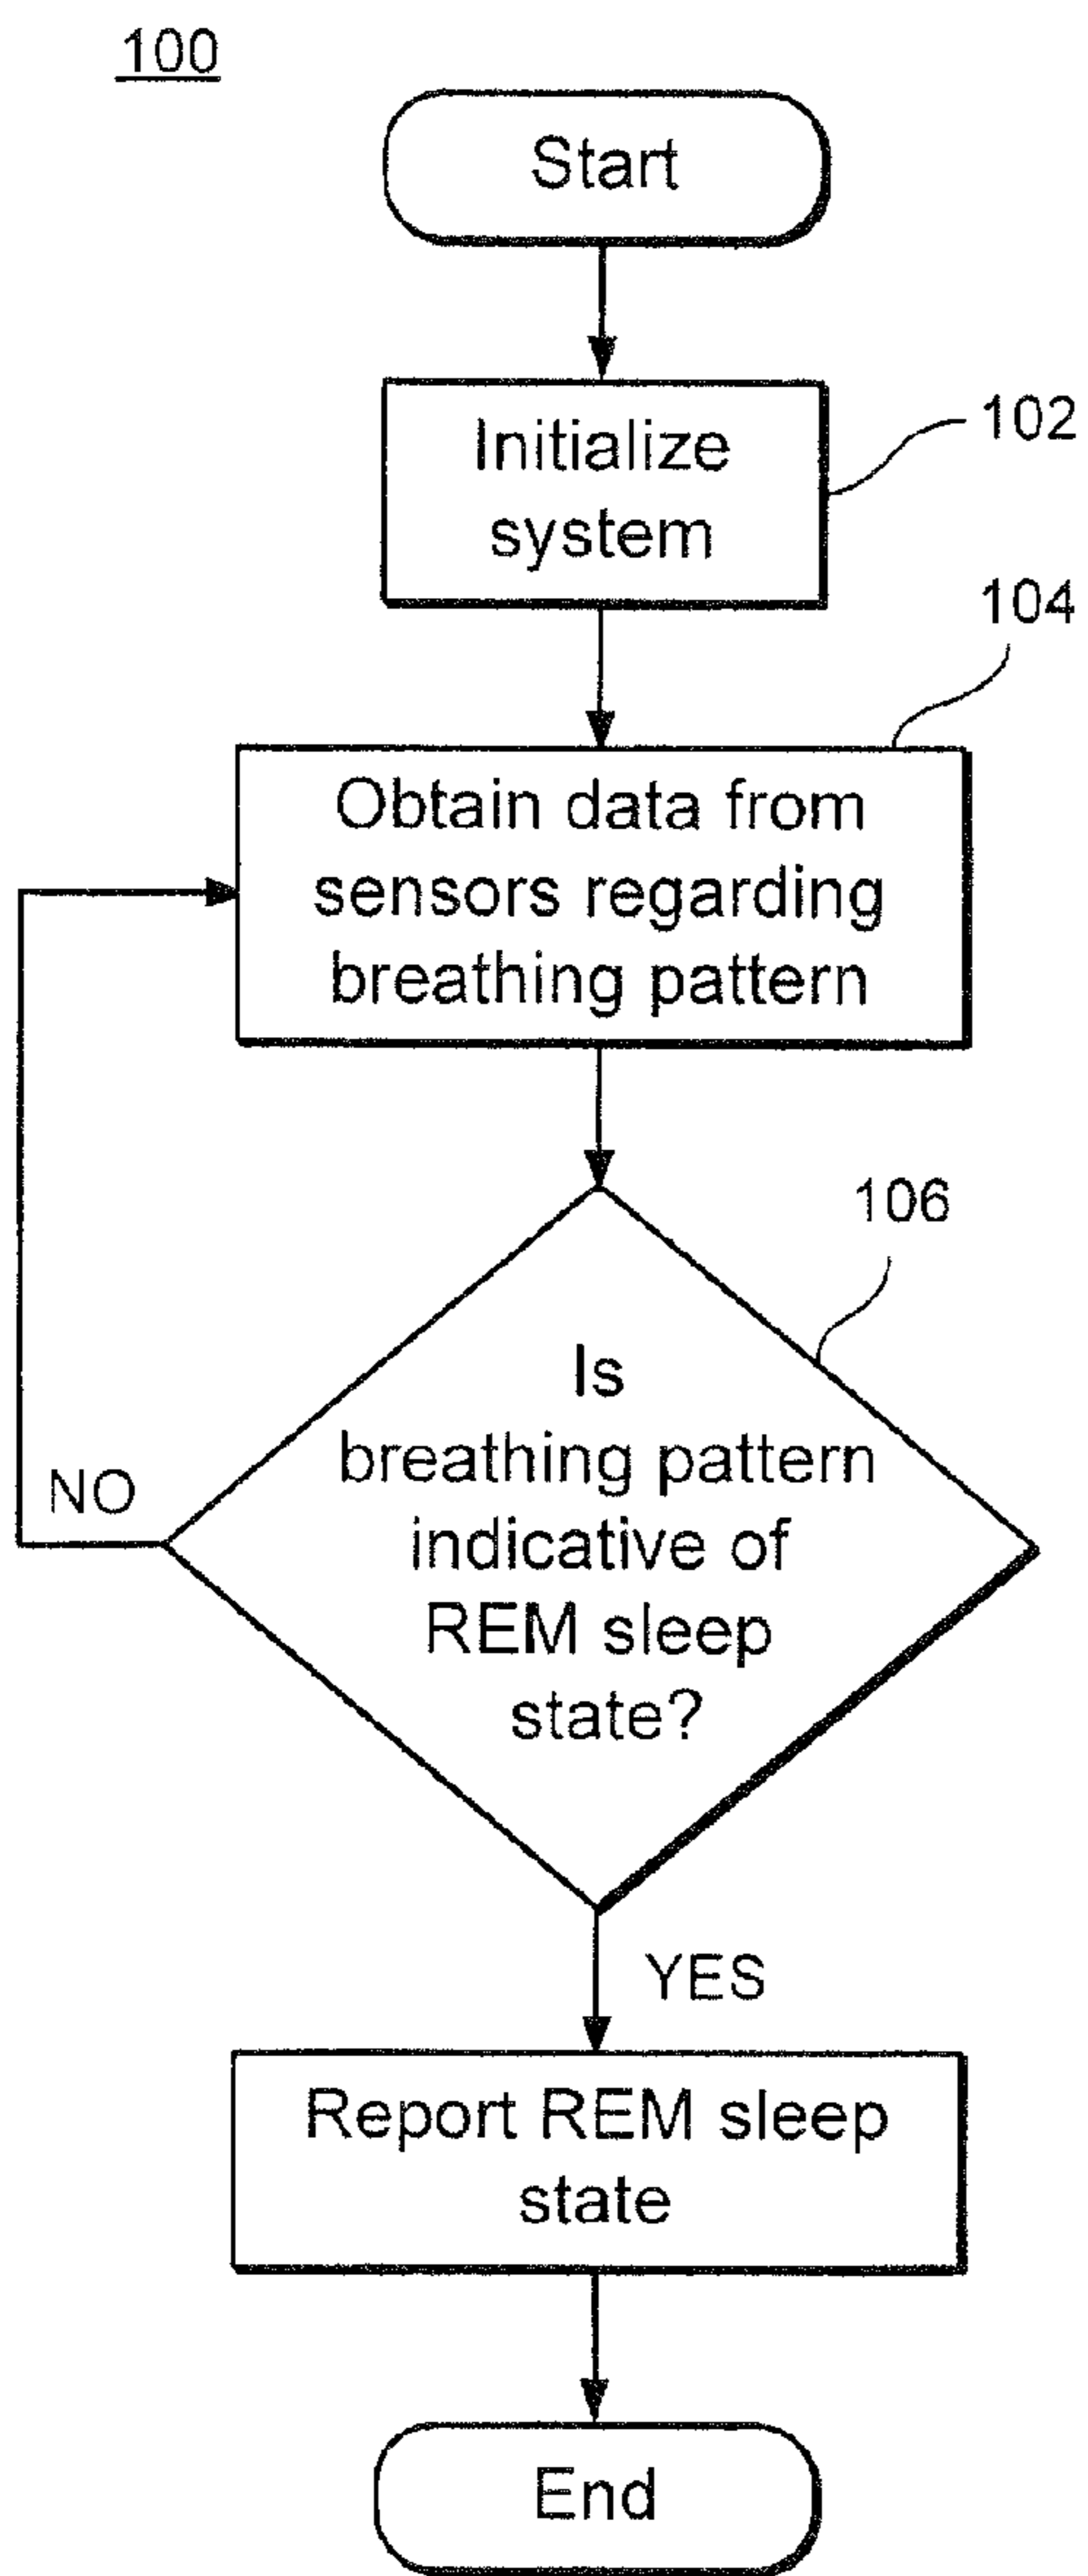 100
Start
Initialize
system
102
104
Obtain data from
sensors regarding
breathing pattern
106
Is
breathing pattern
indicative of
REM sleep
state?
NO
YES
Report REM sleep
state
End